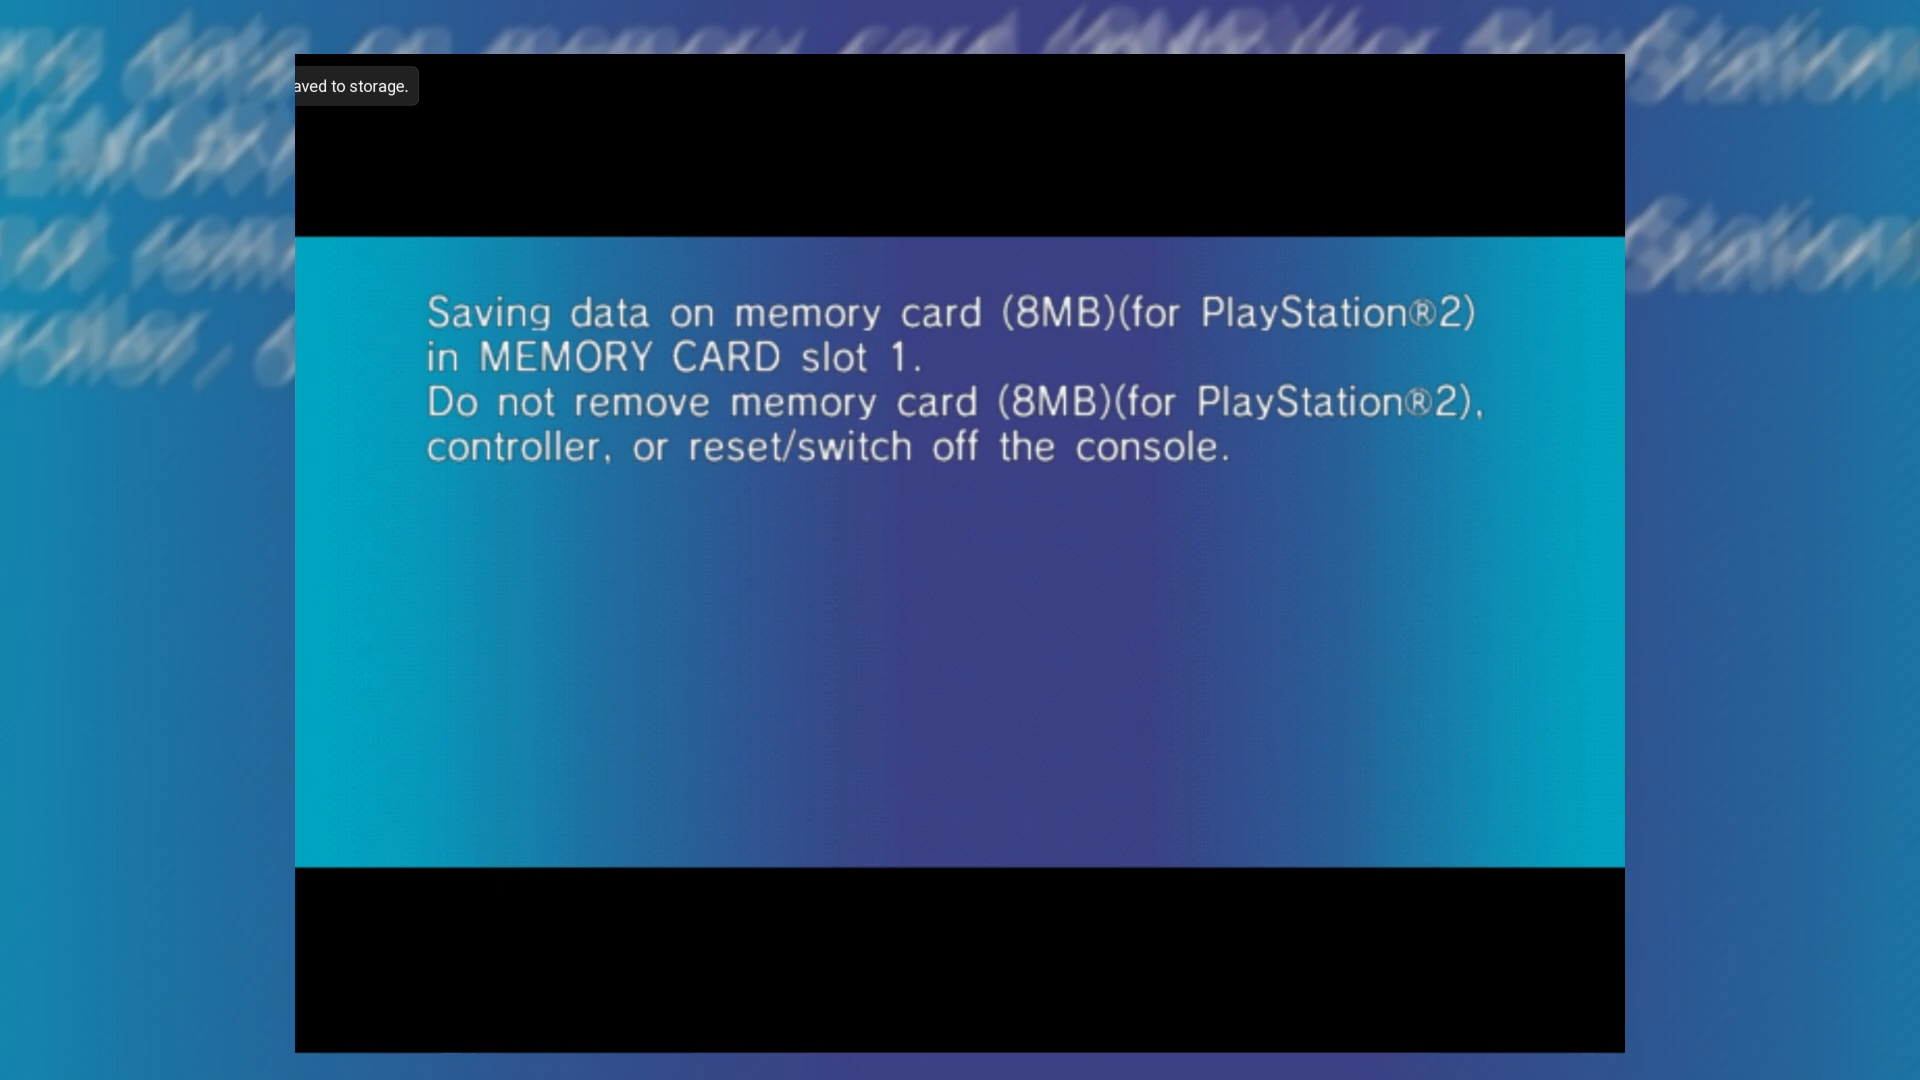 aved to storage.
Saving data on memory card (8MB)(for PlayStation®2)
in MEMORY CARD slot 1.
Do not remove memory card (8MB)(for PlayStation®2),
controller, or reset/switch off the console.